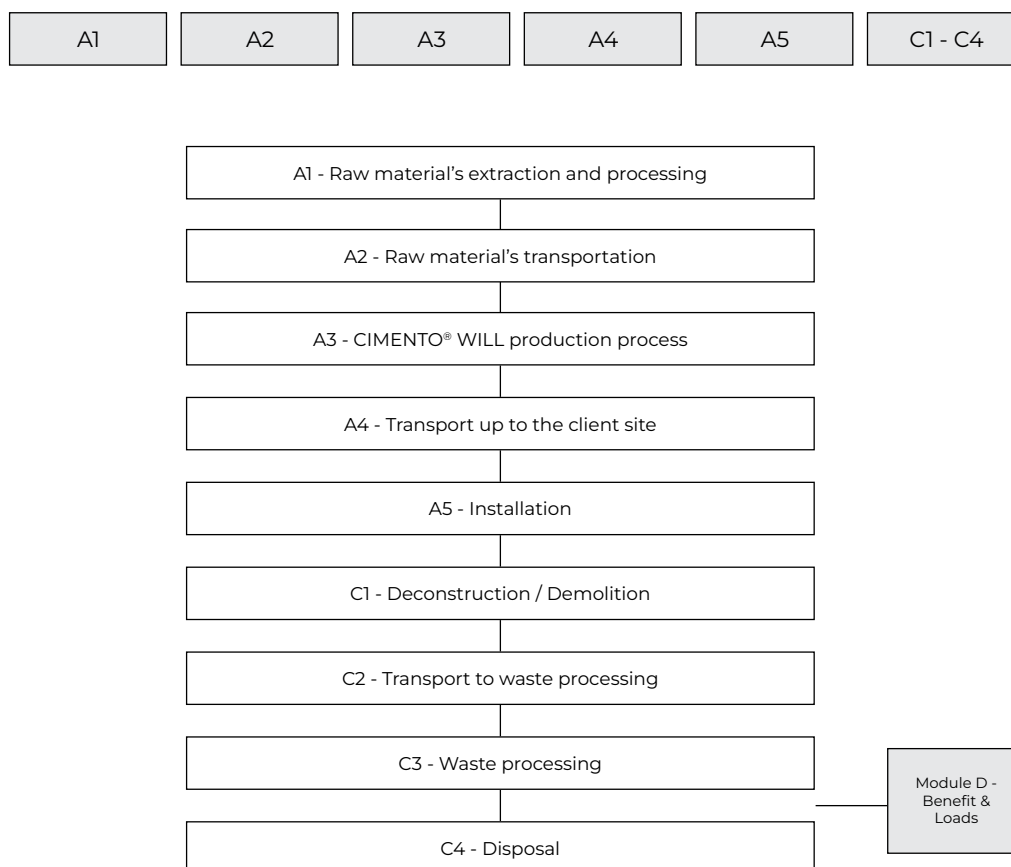 A1
A2
A3
A4
A5
C1 - C4
A1 - Raw material’s extraction and processing
A2 - Raw material’s transportation
A3 - CIMENTO® WILL production process
A4 - Transport up to the client site
A5 - Installation
C1 - Deconstruction / Demolition
C2 - Transport to waste processing
C3 - Waste processing
Module D -
Benefit &
Loads
C4 - Disposal